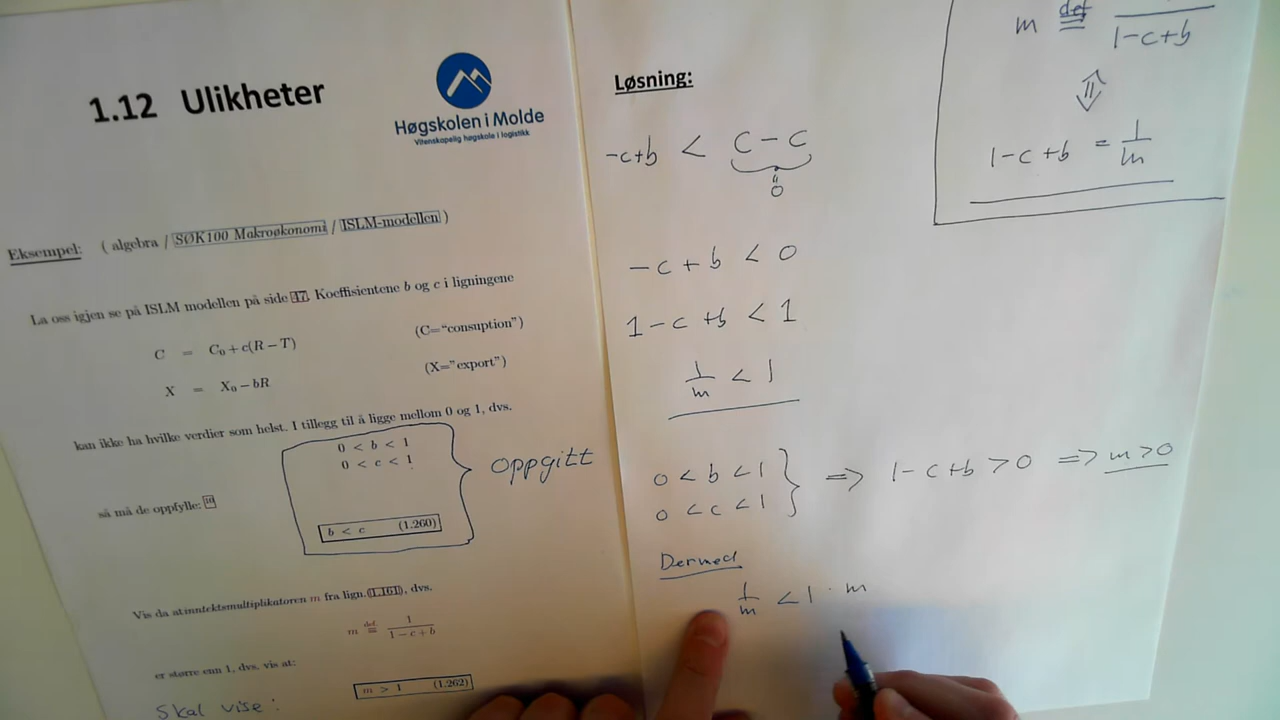 1.12 Ulikheter
Høgskolen i Molde
Vitenskapelig høgskole i logistikk
Eksempel: ( algebra / SØK100 Makroøkonomi / ISLM-modellen )
La oss igjen se på ISLM modellen på side 47. Koeffisientene b og c i ligningene
C = C₀ + c(R − T) (C="consuption")
X = X₀ − bR (X="export")
kan ikke ha hvilke verdier som helst. I tillegg til å ligge mellom 0 og 1, dvs.
0 < b < 1
0 < c < 1
oppgitt
så må de oppfylle:
b < c (1.260)
Vis da at inntektsmultiplikatoren m fra lign.(1.161), dvs.
m def= 1/(1 − c + b)
er større enn 1, dvs. vis at:
m > 1 (1.262)
Skal vise:
Løsning:
-c+b < c - c
= 0
-c + b < 0
1-c+b < 1
1/m < 1
0 < b < 1
0 < c < 1 } => 1-c+b > 0 => m > 0
Dermed
1/m < 1 · m
m def= /(1-c+b)
⇕
1-c+b = 1/m